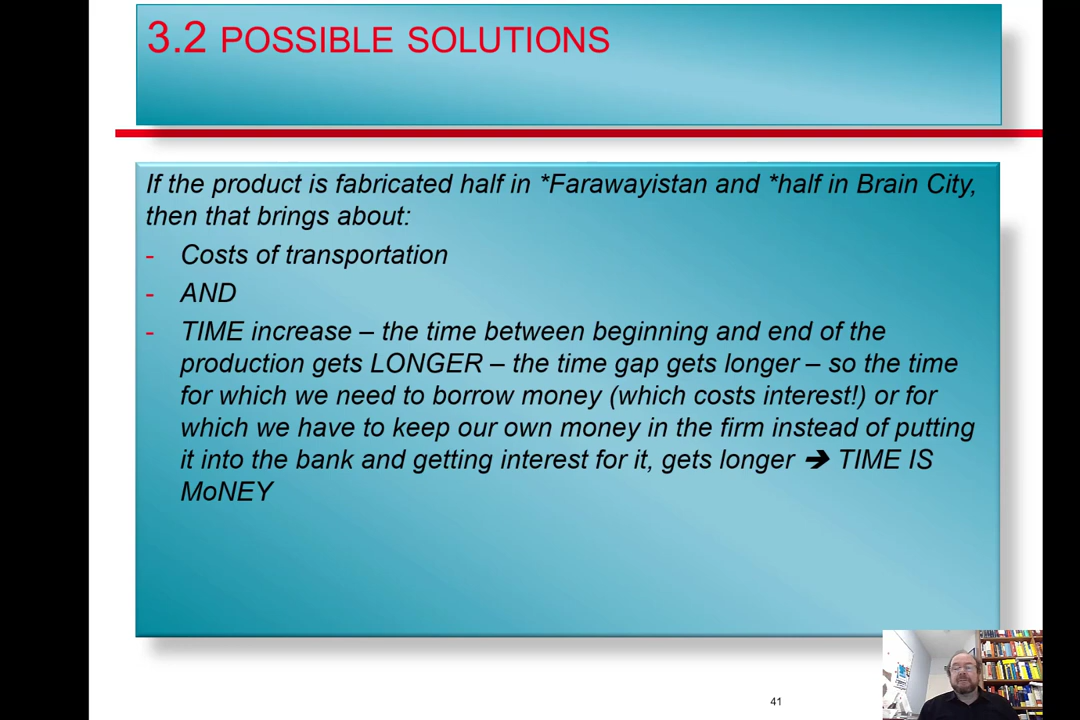 3.2 POSSIBLE SOLUTIONS
If the product is fabricated half in *Farawayistan and *half in Brain City,
then that brings about:
- Costs of transportation
- AND
- TIME increase – the time between beginning and end of the
production gets LONGER – the time gap gets longer – so the time
for which we need to borrow money (which costs interest!) or for
which we have to keep our own money in the firm instead of putting
it into the bank and getting interest for it, gets longer ➔ TIME IS
MoNEY
41